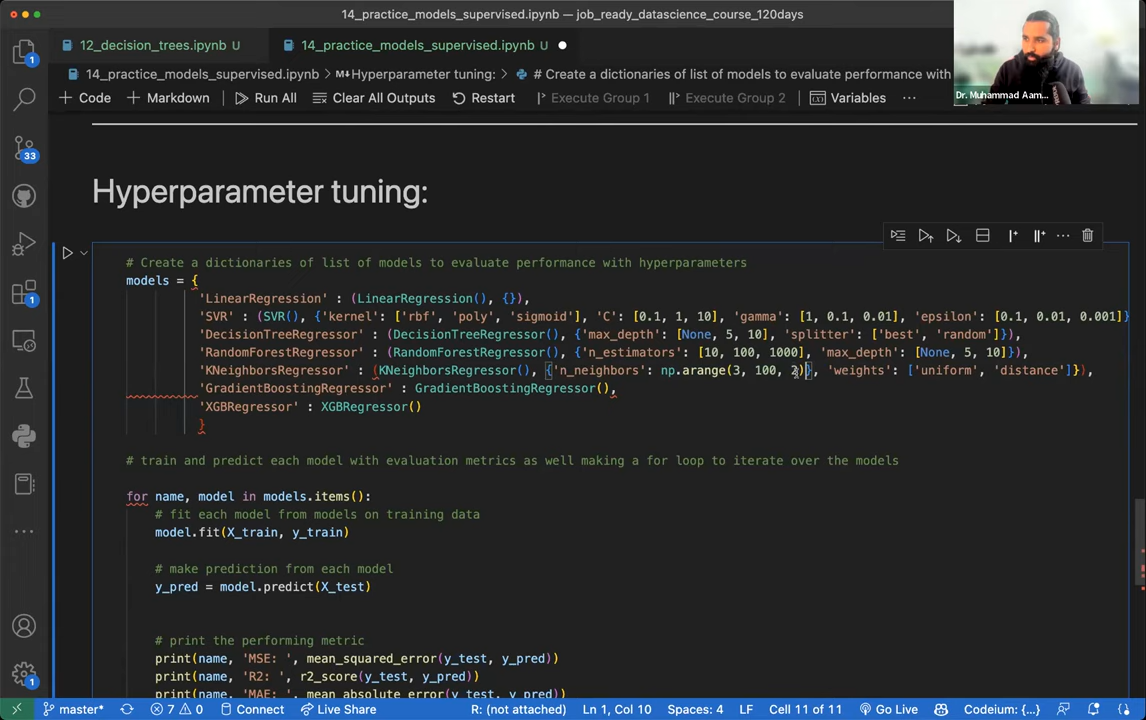 14_practice_models_supervised.ipynb — job_ready_datascience_course_120days
12_decision_trees.ipynb U
14_practice_models_supervised.ipynb U
14_practice_models_supervised.ipynb > M↓Hyperparameter tuning: > # Create a dictionaries of list of models to evaluate performance with
Dr. Muhammad Aam...
+ Code + Markdown Run All Clear All Outputs Restart Execute Group 1 Execute Group 2 Variables ...
1
33
1
1
Hyperparameter tuning:
# Create a dictionaries of list of models to evaluate performance with hyperparameters
models = {
'LinearRegression' : (LinearRegression(), {}),
'SVR' : (SVR(), {'kernel': ['rbf', 'poly', 'sigmoid'], 'C': [0.1, 1, 10], 'gamma': [1, 0.1, 0.01], 'epsilon': [0.1, 0.01, 0.001]}
'DecisionTreeRegressor' : (DecisionTreeRegressor(), {'max_depth': [None, 5, 10], 'splitter': ['best', 'random']}),
'RandomForestRegressor' : (RandomForestRegressor(), {'n_estimators': [10, 100, 1000], 'max_depth': [None, 5, 10]}),
'KNeighborsRegressor' : (KNeighborsRegressor(), {'n_neighbors': np.arange(3, 100, 2)}, 'weights': ['uniform', 'distance']}),
'GradientBoostingRegressor' : GradientBoostingRegressor(),
'XGBRegressor' : XGBRegressor()
}
# train and predict each model with evaluation metrics as well making a for loop to iterate over the models
for name, model in models.items():
# fit each model from models on training data
model.fit(X_train, y_train)
# make prediction from each model
y_pred = model.predict(X_test)
# print the performing metric
print(name, 'MSE: ', mean_squared_error(y_test, y_pred))
print(name, 'R2: ', r2_score(y_test, y_pred))
print(name, 'MAE: ', mean_absolute_error(y_test, y_pred))
master* 7 0 Connect Live Share R: (not attached) Ln 1, Col 10 Spaces: 4 LF Cell 11 of 11 Go Live Codeium: {...}